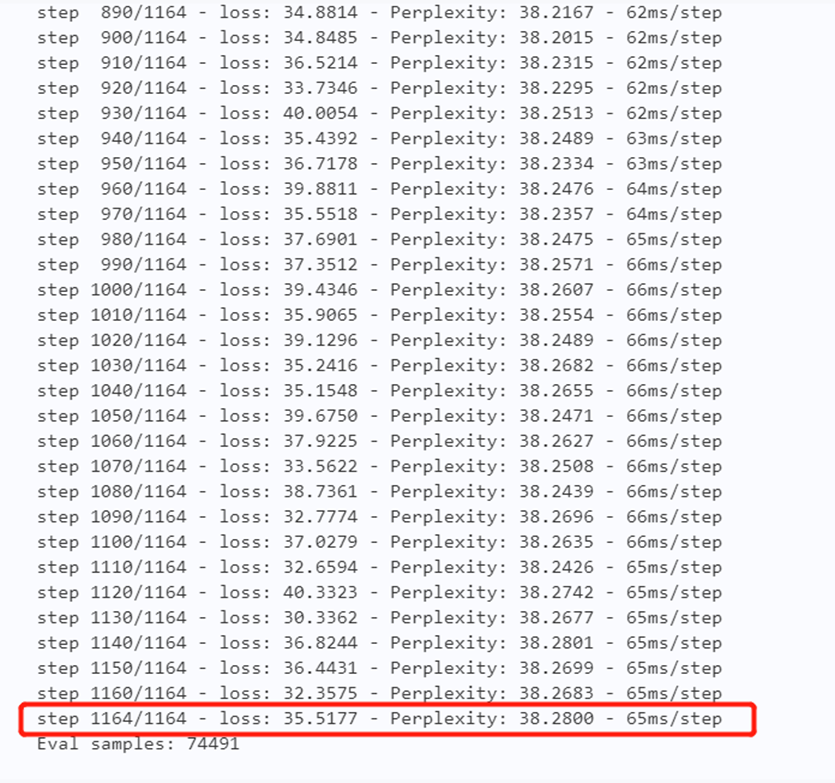 step  890/1164 - loss: 34.8814 - Perplexity: 38.2167 - 62ms/step
step  900/1164 - loss: 34.8485 - Perplexity: 38.2015 - 62ms/step
step  910/1164 - loss: 36.5214 - Perplexity: 38.2315 - 62ms/step
step  920/1164 - loss: 33.7346 - Perplexity: 38.2295 - 62ms/step
step  930/1164 - loss: 40.0054 - Perplexity: 38.2513 - 62ms/step
step  940/1164 - loss: 35.4392 - Perplexity: 38.2489 - 63ms/step
step  950/1164 - loss: 36.7178 - Perplexity: 38.2334 - 63ms/step
step  960/1164 - loss: 39.8811 - Perplexity: 38.2476 - 64ms/step
step  970/1164 - loss: 35.5518 - Perplexity: 38.2357 - 64ms/step
step  980/1164 - loss: 37.6901 - Perplexity: 38.2475 - 65ms/step
step  990/1164 - loss: 37.3512 - Perplexity: 38.2571 - 66ms/step
step 1000/1164 - loss: 39.4346 - Perplexity: 38.2607 - 66ms/step
step 1010/1164 - loss: 35.9065 - Perplexity: 38.2554 - 66ms/step
step 1020/1164 - loss: 39.1296 - Perplexity: 38.2489 - 66ms/step
step 1030/1164 - loss: 35.2416 - Perplexity: 38.2682 - 66ms/step
step 1040/1164 - loss: 35.1548 - Perplexity: 38.2655 - 66ms/step
step 1050/1164 - loss: 39.6750 - Perplexity: 38.2471 - 66ms/step
step 1060/1164 - loss: 37.9225 - Perplexity: 38.2627 - 66ms/step
step 1070/1164 - loss: 33.5622 - Perplexity: 38.2508 - 66ms/step
step 1080/1164 - loss: 38.7361 - Perplexity: 38.2439 - 66ms/step
step 1090/1164 - loss: 32.7774 - Perplexity: 38.2696 - 66ms/step
step 1100/1164 - loss: 37.0279 - Perplexity: 38.2635 - 66ms/step
step 1110/1164 - loss: 32.6594 - Perplexity: 38.2426 - 65ms/step
step 1120/1164 - loss: 40.3323 - Perplexity: 38.2742 - 65ms/step
step 1130/1164 - loss: 30.3362 - Perplexity: 38.2677 - 65ms/step
step 1140/1164 - loss: 36.8244 - Perplexity: 38.2801 - 65ms/step
step 1150/1164 - loss: 36.4431 - Perplexity: 38.2699 - 65ms/step
step 1160/1164 - loss: 32.3575 - Perplexity: 38.2683 - 65ms/step
step 1164/1164 - loss: 35.5177 - Perplexity: 38.2800 - 65ms/step
Eval samples: 74491